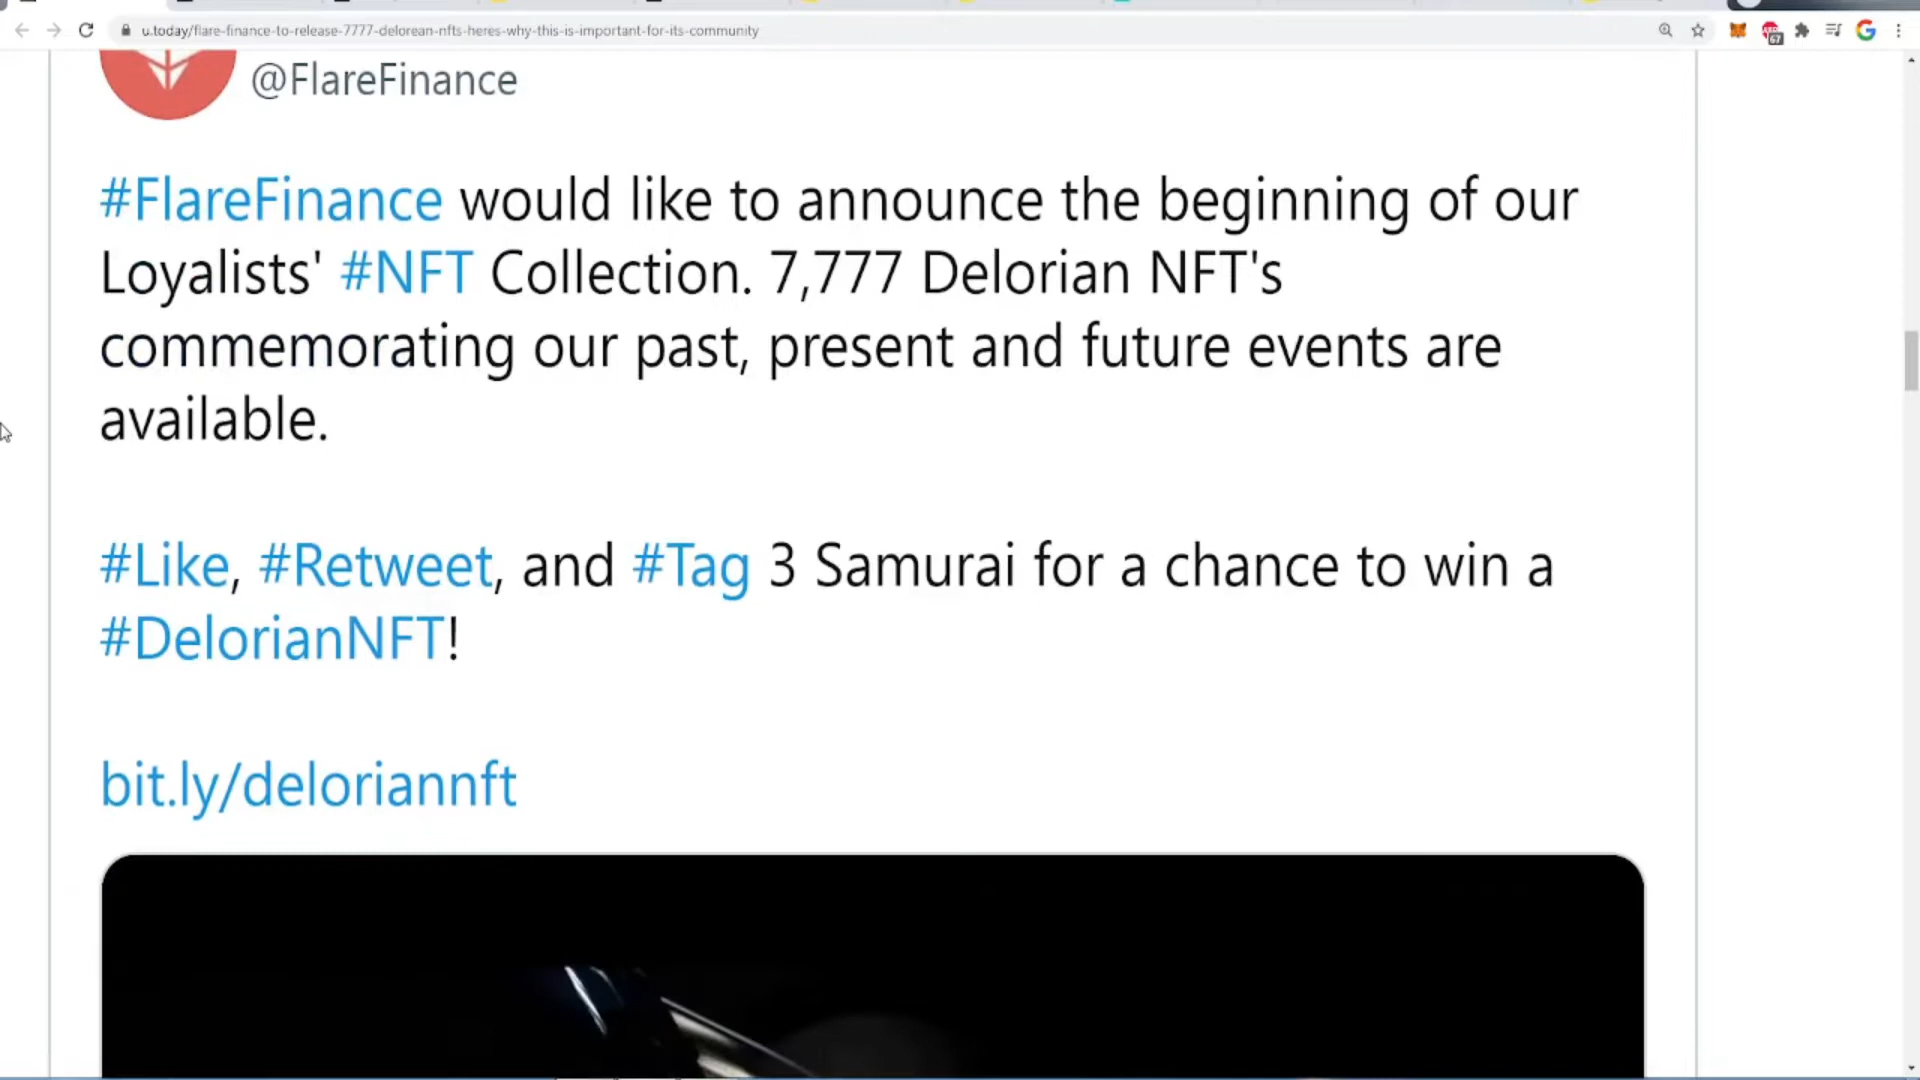 u.today/flare-finance-to-release-7777-delorean-nfts-heres-why-this-is-important-for-its-community
67
@FlareFinance
#FlareFinance would like to announce the beginning of our
Loyalists' #NFT Collection. 7,777 Delorian NFT's
commemorating our past, present and future events are
available.
#Like, #Retweet, and #Tag 3 Samurai for a chance to win a
#DelorianNFT!
bit.ly/deloriannft